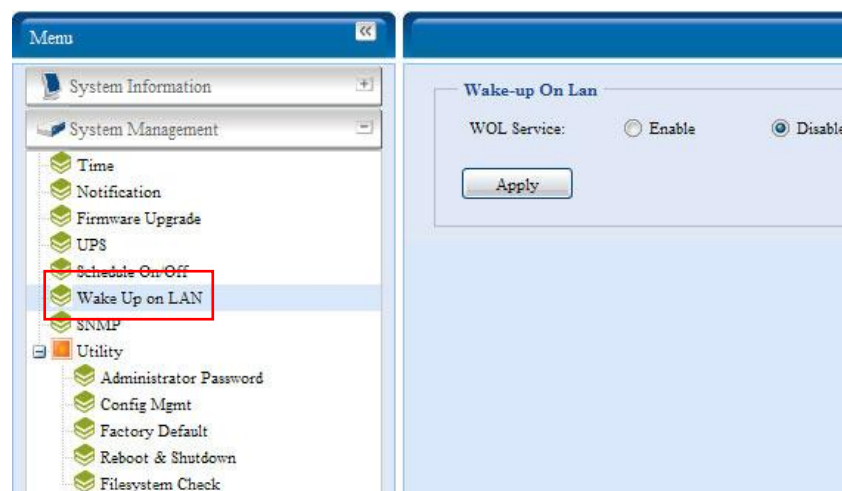 Menu
System Information
System Management
Time
Notification
Firmware Upgrade
UPS
Schedule On/Off
Wake Up on LAN
SNMP
Utility
Administrator Password
Config Mgmt
Factory Default
Reboot & Shutdown
Filesystem Check
Wake-up On Lan
WOL Service: Enable Disable
Apply